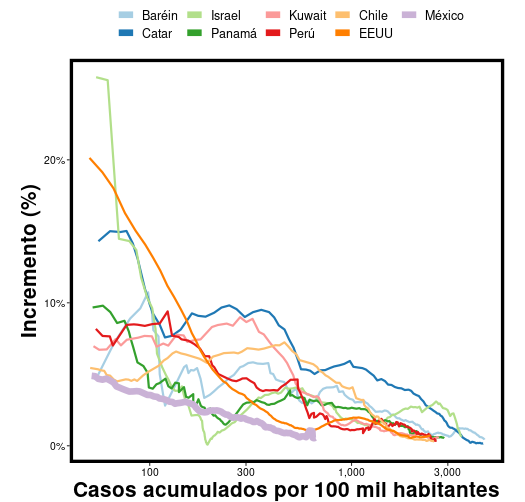 Baréin Israel Kuwait Chile México
Catar Panamá Perú EEUU
Incremento (%)
20%
10%
0%
100 300 1,000 3,000
Casos acumulados por 100 mil habitantes